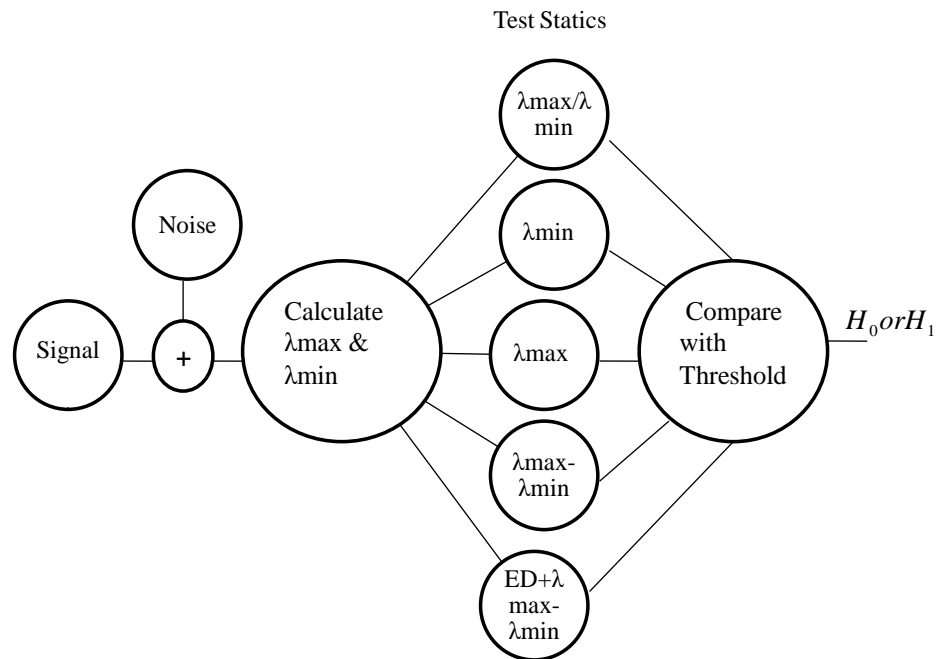 Test Statics
λmax/λ
min
Noise
λmin
Signal
+
Calculate
λmax &
λmin
λmax
Compare
with
Threshold
H₀orH₁
λmax-
λmin
ED+λ
max-
λmin